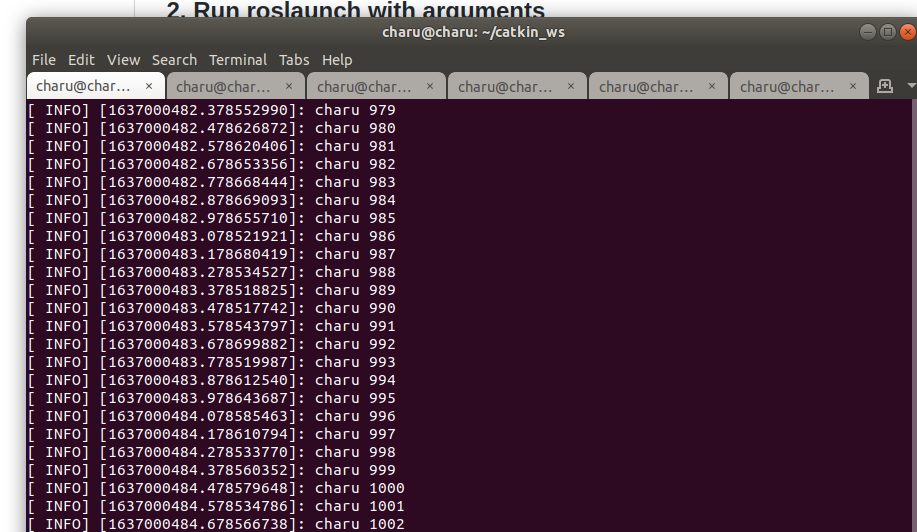 2. Run roslaunch with arguments
charu@charu: ~/catkin_ws
File Edit View Search Terminal Tabs Help
charu@char... × charu@char... × charu@char... × charu@char... × charu@char... × charu@char... ×
[ INFO] [1637000482.378552990]: charu 979
[ INFO] [1637000482.478626872]: charu 980
[ INFO] [1637000482.578620406]: charu 981
[ INFO] [1637000482.678653356]: charu 982
[ INFO] [1637000482.778668444]: charu 983
[ INFO] [1637000482.878669093]: charu 984
[ INFO] [1637000482.978655710]: charu 985
[ INFO] [1637000483.078521921]: charu 986
[ INFO] [1637000483.178680419]: charu 987
[ INFO] [1637000483.278534527]: charu 988
[ INFO] [1637000483.378518825]: charu 989
[ INFO] [1637000483.478517742]: charu 990
[ INFO] [1637000483.578543797]: charu 991
[ INFO] [1637000483.678699882]: charu 992
[ INFO] [1637000483.778519987]: charu 993
[ INFO] [1637000483.878612540]: charu 994
[ INFO] [1637000483.978643687]: charu 995
[ INFO] [1637000484.078585463]: charu 996
[ INFO] [1637000484.178610794]: charu 997
[ INFO] [1637000484.278533770]: charu 998
[ INFO] [1637000484.378560352]: charu 999
[ INFO] [1637000484.478579648]: charu 1000
[ INFO] [1637000484.578534786]: charu 1001
[ INFO] [1637000484.678566738]: charu 1002